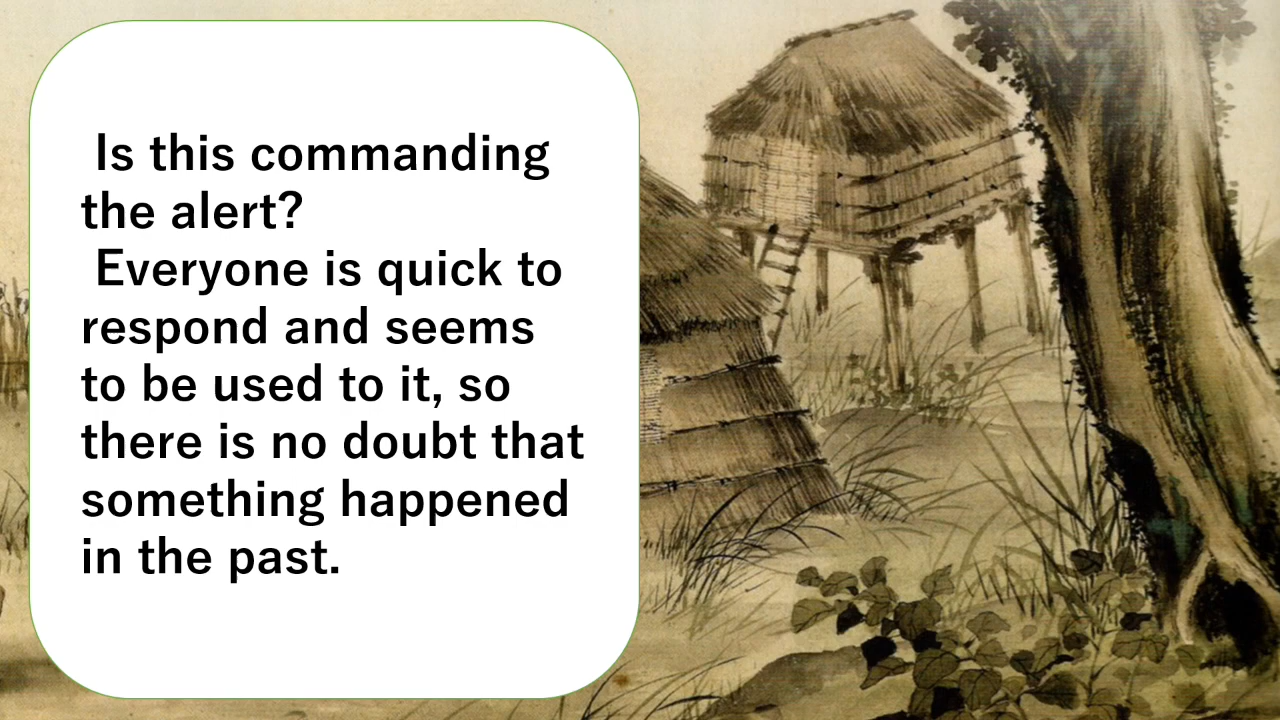 Is this commanding
the alert?
Everyone is quick to
respond and seems
to be used to it, so
there is no doubt that
something happened
in the past.